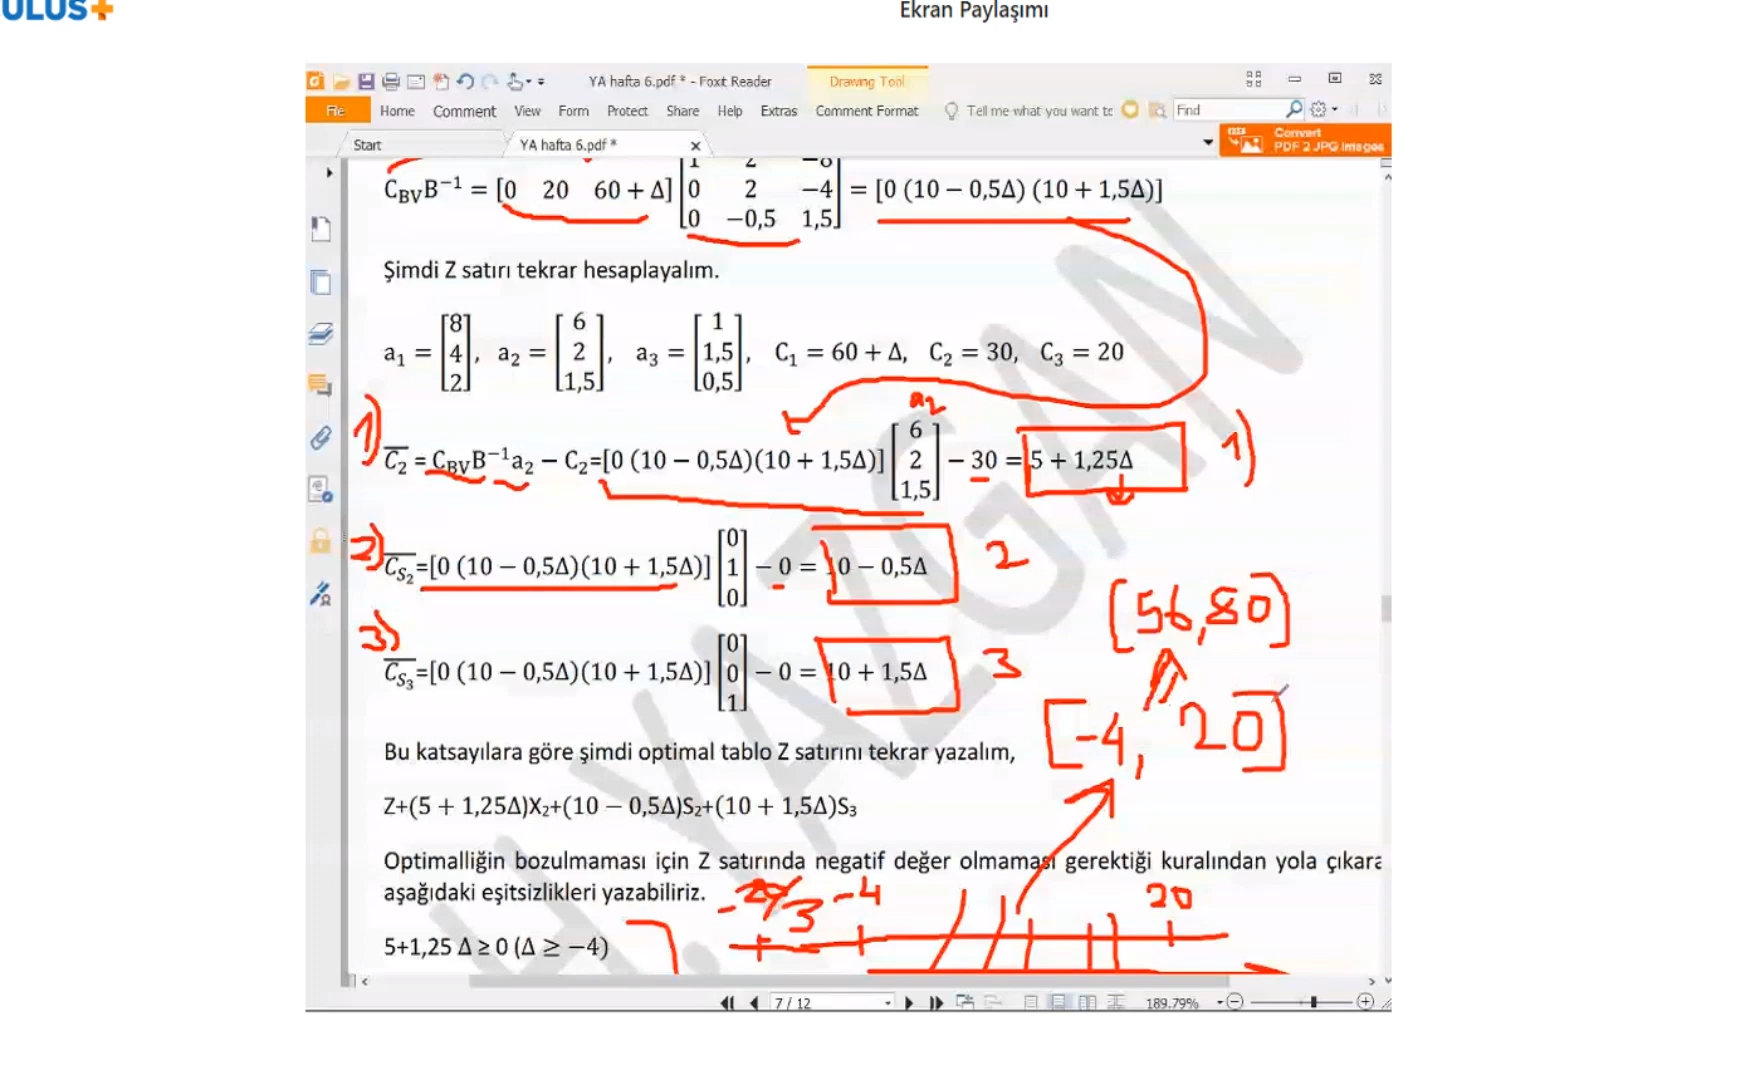 ULUS+
Ekran Paylaşımı
YA hafta 6.pdf * - Foxit Reader
Drawing Tool
File Home Comment View Form Protect Share Help Extras Comment Format Tell me what you want tc Find
Start YA hafta 6.pdf * x
Convert
PDF 2 JPG Images
1 2 −8
C_BV B⁻¹ = [0 20 60 + Δ] 0 2 −4 = [0 (10 − 0,5Δ) (10 + 1,5Δ)]
0 −0,5 1,5
Şimdi Z satırı tekrar hesaplayalım.
a₁ = [8 4 2], a₂ = [6 2 1,5], a₃ = [1 1,5 0,5], C₁ = 60 + Δ, C₂ = 30, C₃ = 20
a₂
1) C̅₂ = C_BV B⁻¹a₂ − C₂=[0 (10 − 0,5Δ)(10 + 1,5Δ)] [6 2 1,5] − 30 = 5 + 1,25Δ 1)
2) C̅s₂=[0 (10 − 0,5Δ)(10 + 1,5Δ)] [0 1 0] − 0 = 10 − 0,5Δ 2
[56,80]
3) C̅s₃=[0 (10 − 0,5Δ)(10 + 1,5Δ)] [0 0 1] − 0 = 10 + 1,5Δ 3
[-4, 20]
Bu katsayılara göre şimdi optimal tablo Z satırını tekrar yazalım,
Z+(5 + 1,25Δ)X₂+(10 − 0,5Δ)S₂+(10 + 1,5Δ)S₃
Optimalliğin bozulmaması için Z satırında negatif değer olmaması gerektiği kuralından yola çıkara
aşağıdaki eşitsizlikleri yazabiliriz.
-20/3 -4 20
5+1,25 Δ ≥ 0 (Δ ≥ −4)
H. YAZGAN
7 / 12 189.79%